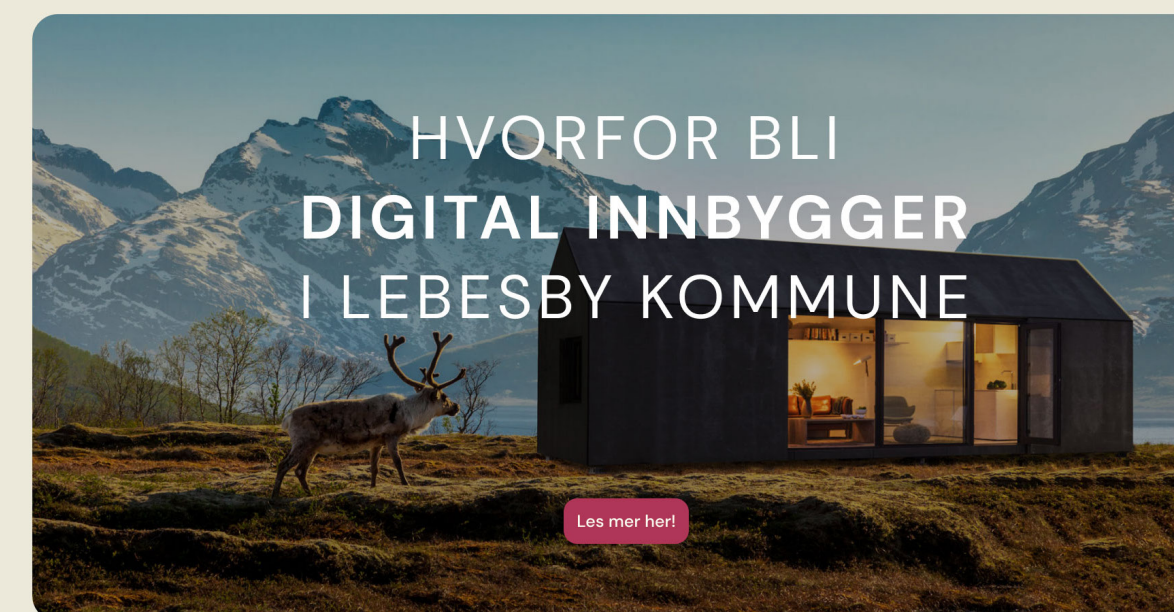 HVORFOR BLI
DIGITAL INNBYGGER
I LEBESBY KOMMUNE
Les mer her!